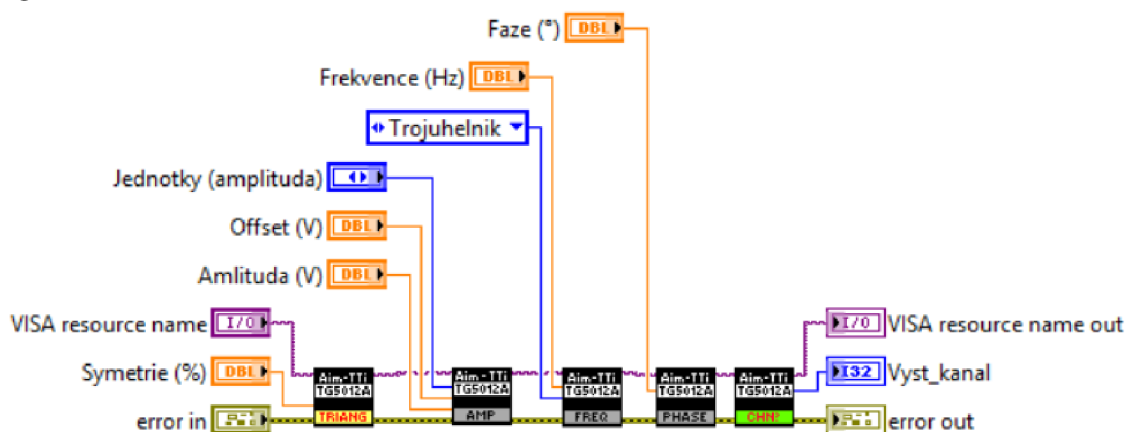 Faze (°) DBL
Frekvence (Hz) DBL
Trojuhelnik
Jednotky (amplituda)
Offset (V) DBL
Amlituda (V) DBL
VISA resource name I/O I/O VISA resource name out
Symetrie (%) DBL Aim-TTi Aim-TTi Aim-TTi Aim-TTi Aim-TTi I32 Vyst_kanal
TG5012A TG5012A TG5012A TG5012A TG5012A
error in TRIANG AMP FREQ PHASE CHN? error out